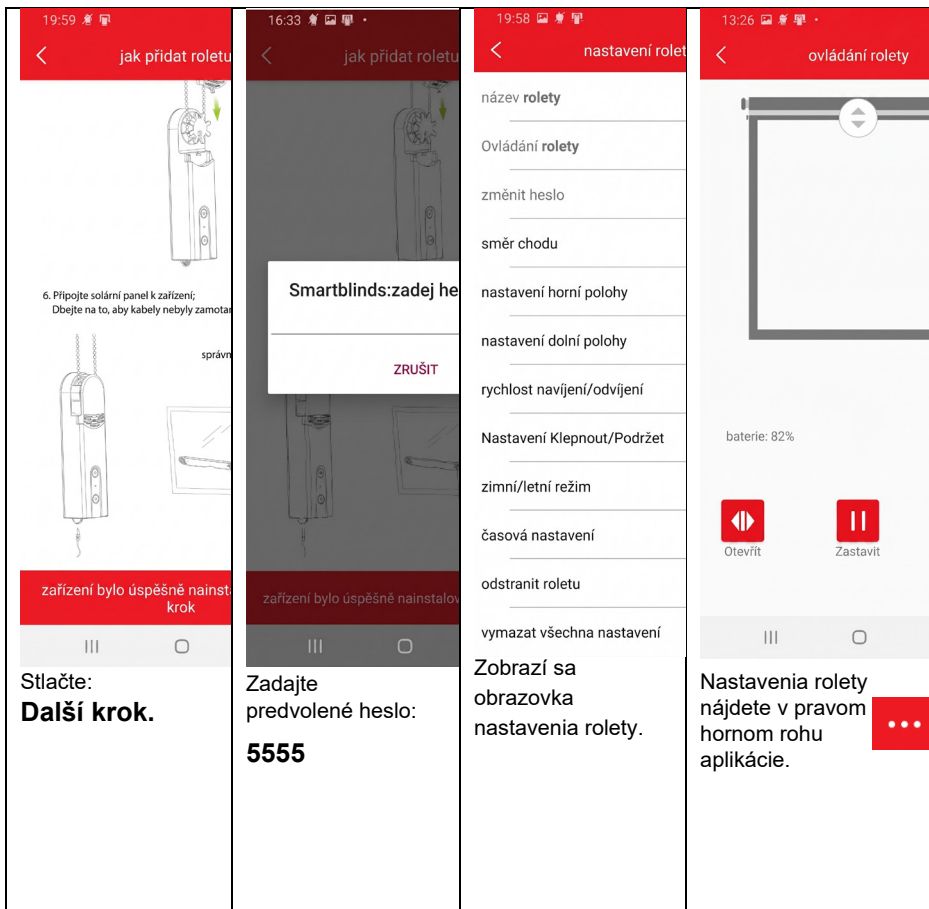 19:59
jak přidat roletu
6. Připojte solární panel k zařízení;
Dbejte na to, aby kabely nebyly zamotan
správn
zařízení bylo úspěšně nainst
krok
Stlačte:
Další krok.
16:33
jak přidat roletu
Smartblinds:zadej he
ZRUŠIT
zařízení bylo úspěšně nainstalov
Zadajte
predvolené heslo:
5555
19:58
nastavení rolet
název rolety
Ovládání rolety
změnit heslo
směr chodu
nastavení horní polohy
nastavení dolní polohy
rychlost navíjení/odvíjení
Nastavení Klepnout/Podržet
zimní/letní režim
časová nastavení
odstranit roletu
vymazat všechna nastavení
Zobrazí sa
obrazovka
nastavenia rolety.
13:26
ovládání rolety
baterie: 82%
Otevřít
Zastavit
Nastavenia rolety
nájdete v pravom
hornom rohu
aplikácie.